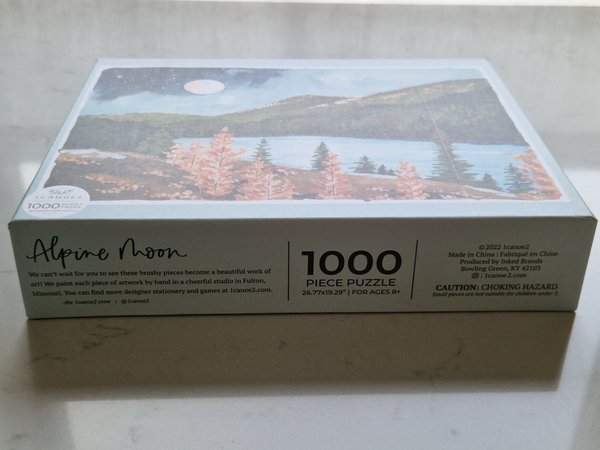 1CANOE2
1000 PUZZLE PIECES
Alpine Moon
We can't wait for you to see these brushy pieces become a beautiful work of
art! We paint each piece of artwork by hand in a cheerful studio in Fulton,
Missouri. You can find more designer stationery and games at 1canoe2.com.
-the 1canoe2 crew | @1canoe2
1000
PIECE PUZZLE
26.77x19.29" | FOR AGES 8+
©2022 1canoe2
Made in China | Fabriqué en Chine
Produced by Inked Brands
Bowling Green, KY 42105
| 1canoe2.com
CAUTION: CHOKING HAZARD
Small pieces are not suitable for children under 3.